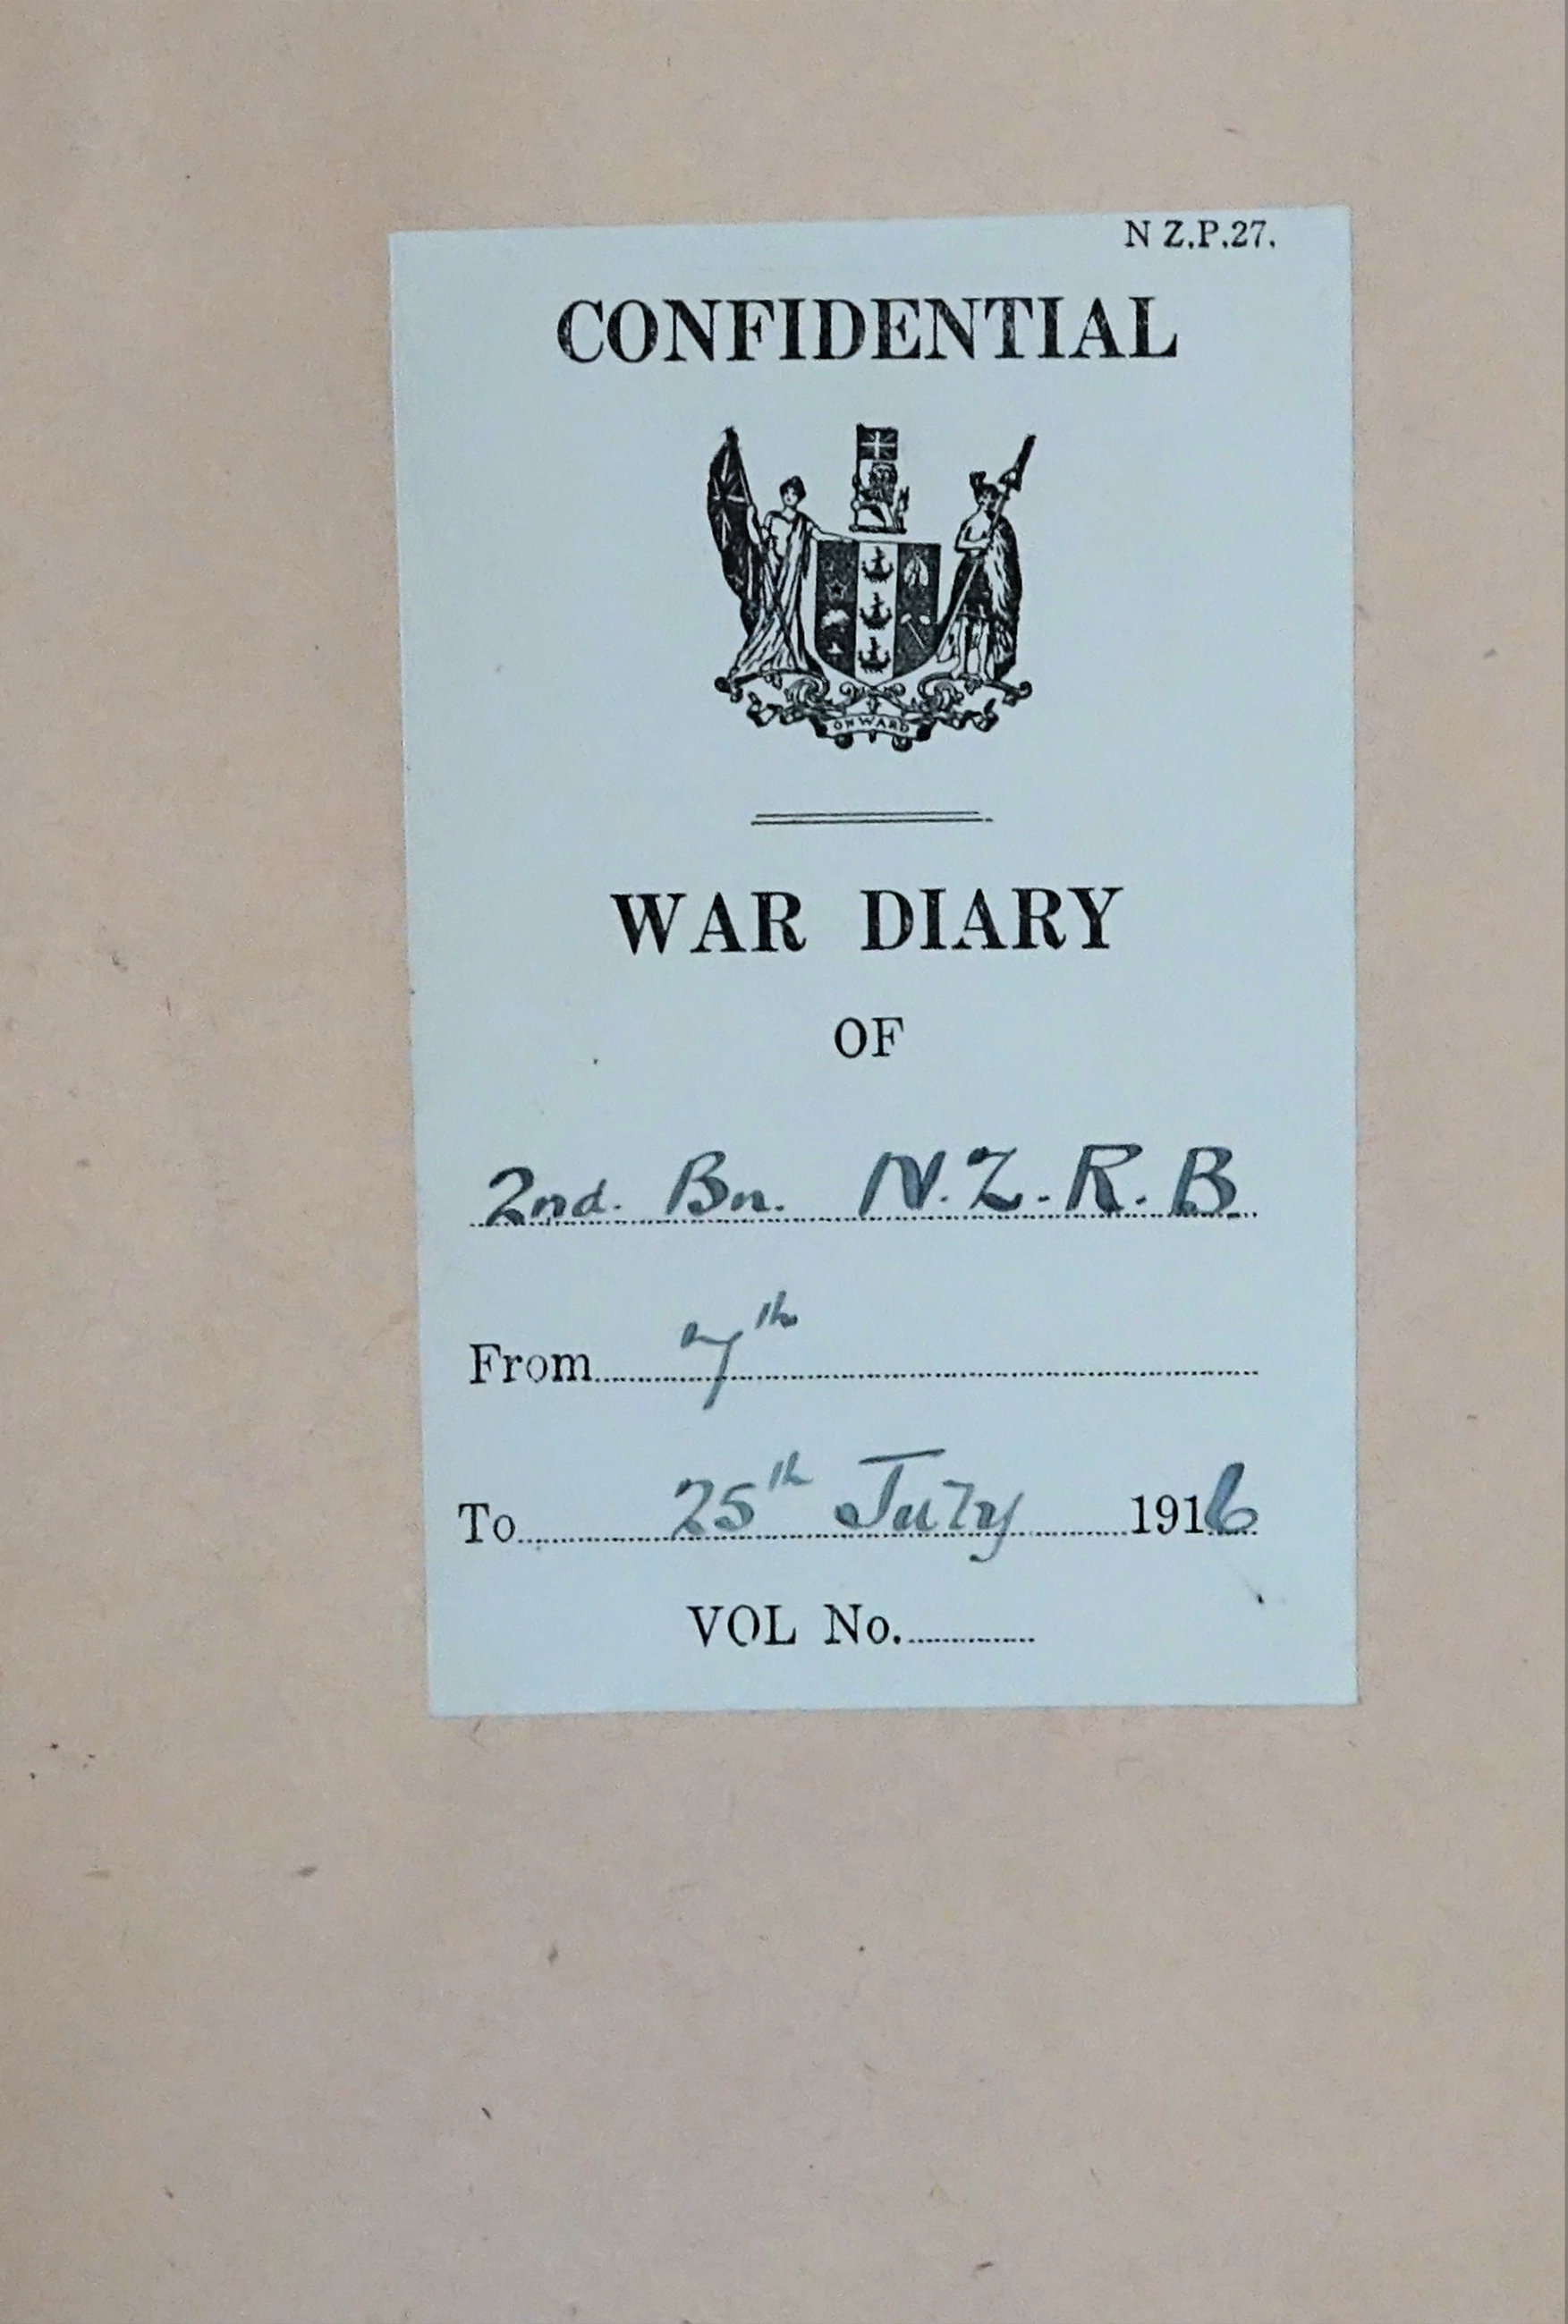 N Z.P.27.
CONFIDENTIAL
ONWARD
WAR DIARY
OF
2nd. Bn. N.Z.R.B.
From 7th
To 25th July 1916
VOL No.